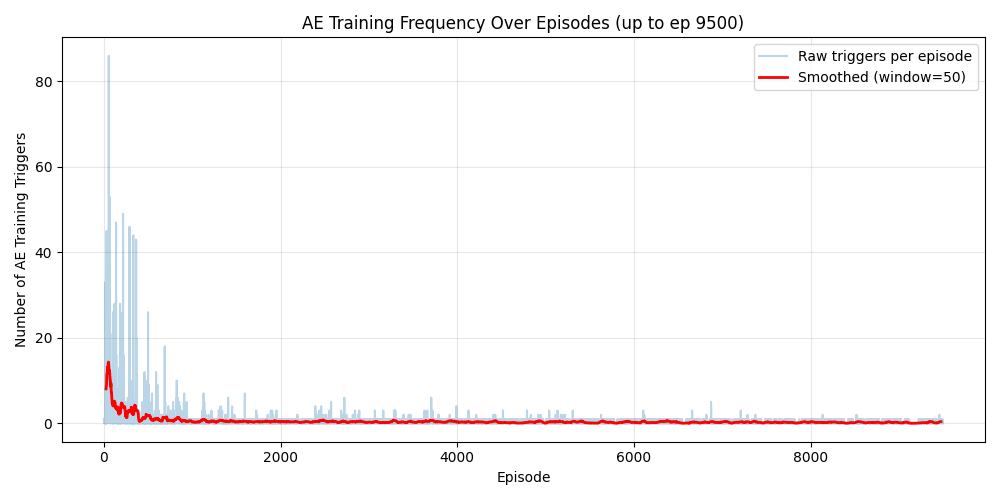 AE Training Frequency Over Episodes (up to ep 9500)
Raw triggers per episode
Smoothed (window=50)
Number of AE Training Triggers
80
60
40
20
0
0 2000 4000 6000 8000
Episode